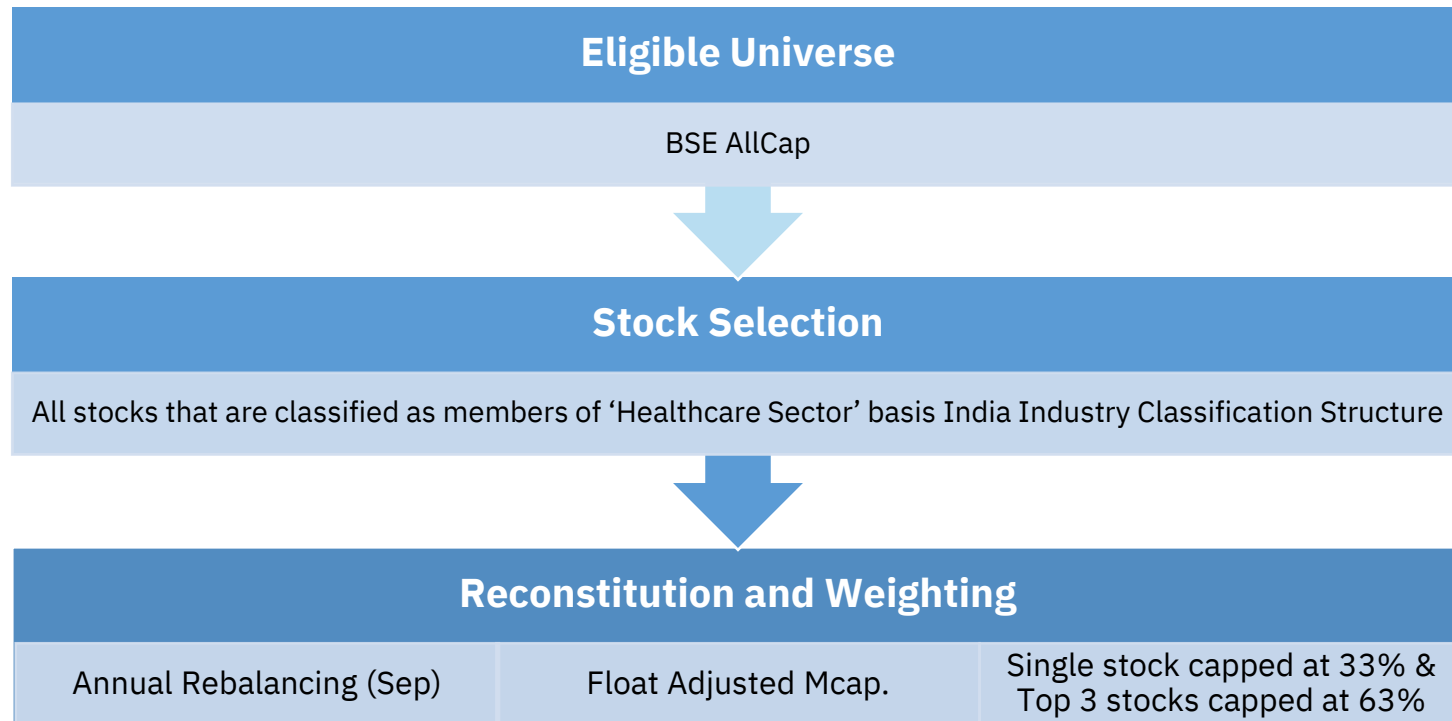 Eligible Universe
BSE AllCap
Stock Selection
All stocks that are classified as members of ‘Healthcare Sector’ basis India Industry Classification Structure
Reconstitution and Weighting
Annual Rebalancing (Sep)
Float Adjusted Mcap.
Single stock capped at 33% &
Top 3 stocks capped at 63%